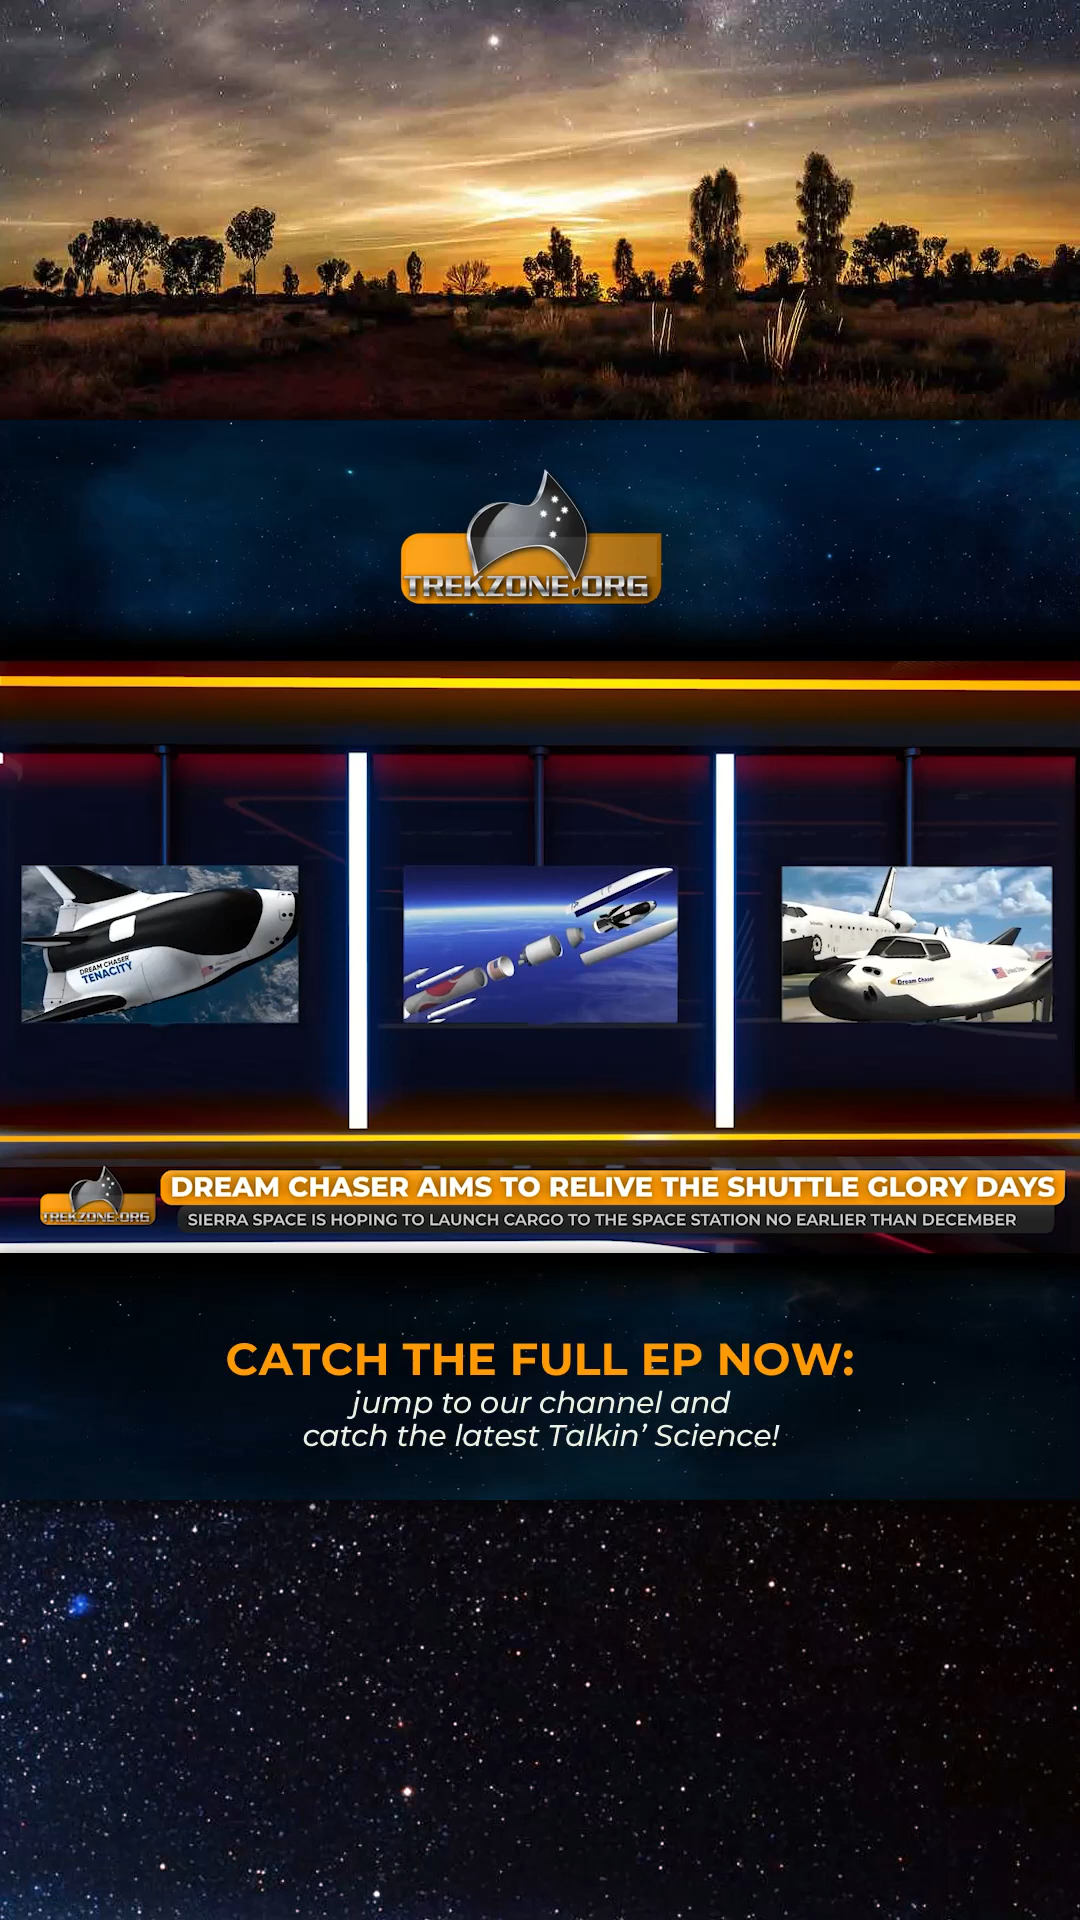 TREKZONE.ORG
DREAM CHASER
TENACITY
Dream Chaser
TREKZONE.ORG
DREAM CHASER AIMS TO RELIVE THE SHUTTLE GLORY DAYS
SIERRA SPACE IS HOPING TO LAUNCH CARGO TO THE SPACE STATION NO EARLIER THAN DECEMBER
CATCH THE FULL EP NOW:
jump to our channel and
catch the latest Talkin’ Science!